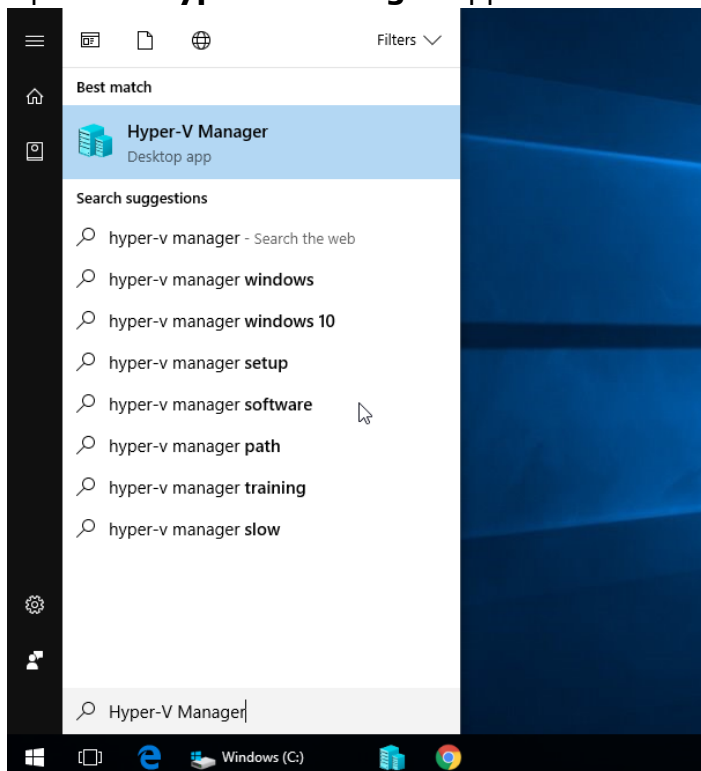 Filters
Best match
Hyper-V Manager
Desktop app
Search suggestions
hyper-v manager - Search the web
hyper-v manager windows
hyper-v manager windows 10
hyper-v manager setup
hyper-v manager software
hyper-v manager path
hyper-v manager training
hyper-v manager slow
Hyper-V Manager
Windows (C:)